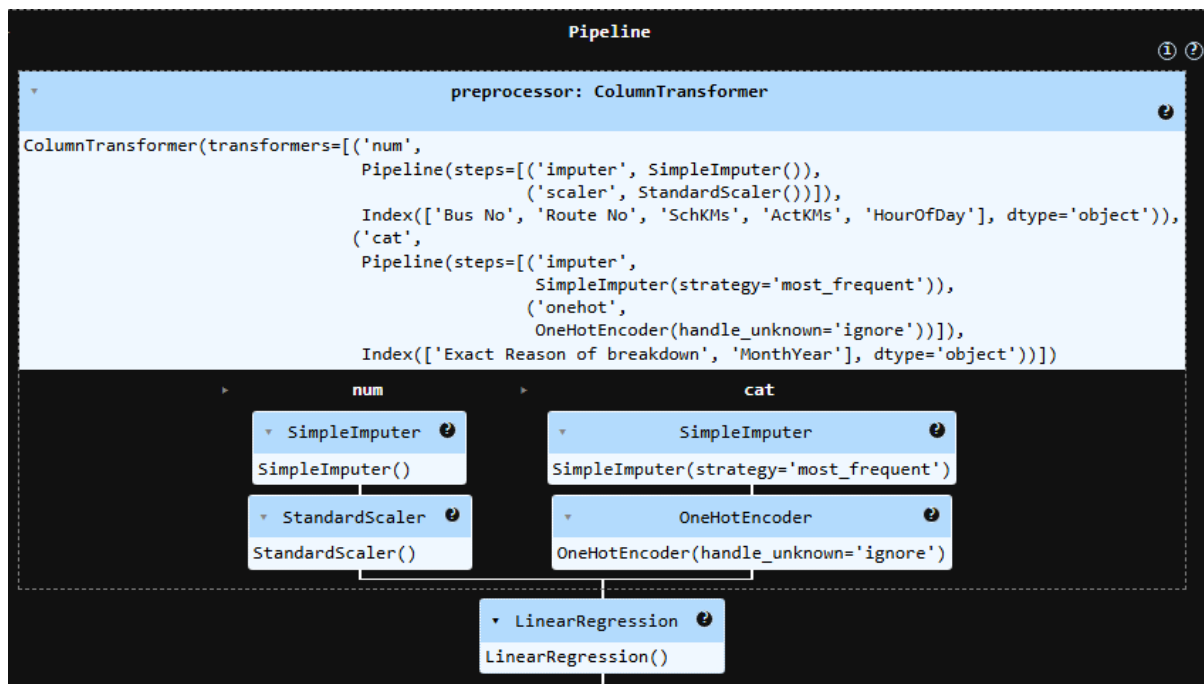 Pipeline
preprocessor: ColumnTransformer
ColumnTransformer(transformers=[('num',
Pipeline(steps=[('imputer', SimpleImputer()),
('scaler', StandardScaler())]),
Index(['Bus No', 'Route No', 'SchKMs', 'ActKMs', 'HourOfDay'], dtype='object')),
('cat',
Pipeline(steps=[('imputer',
SimpleImputer(strategy='most_frequent')),
('onehot',
OneHotEncoder(handle_unknown='ignore'))]),
Index(['Exact Reason of breakdown', 'MonthYear'], dtype='object'))])
num
cat
SimpleImputer
SimpleImputer()
SimpleImputer
SimpleImputer(strategy='most_frequent')
StandardScaler
StandardScaler()
OneHotEncoder
OneHotEncoder(handle_unknown='ignore')
LinearRegression
LinearRegression()